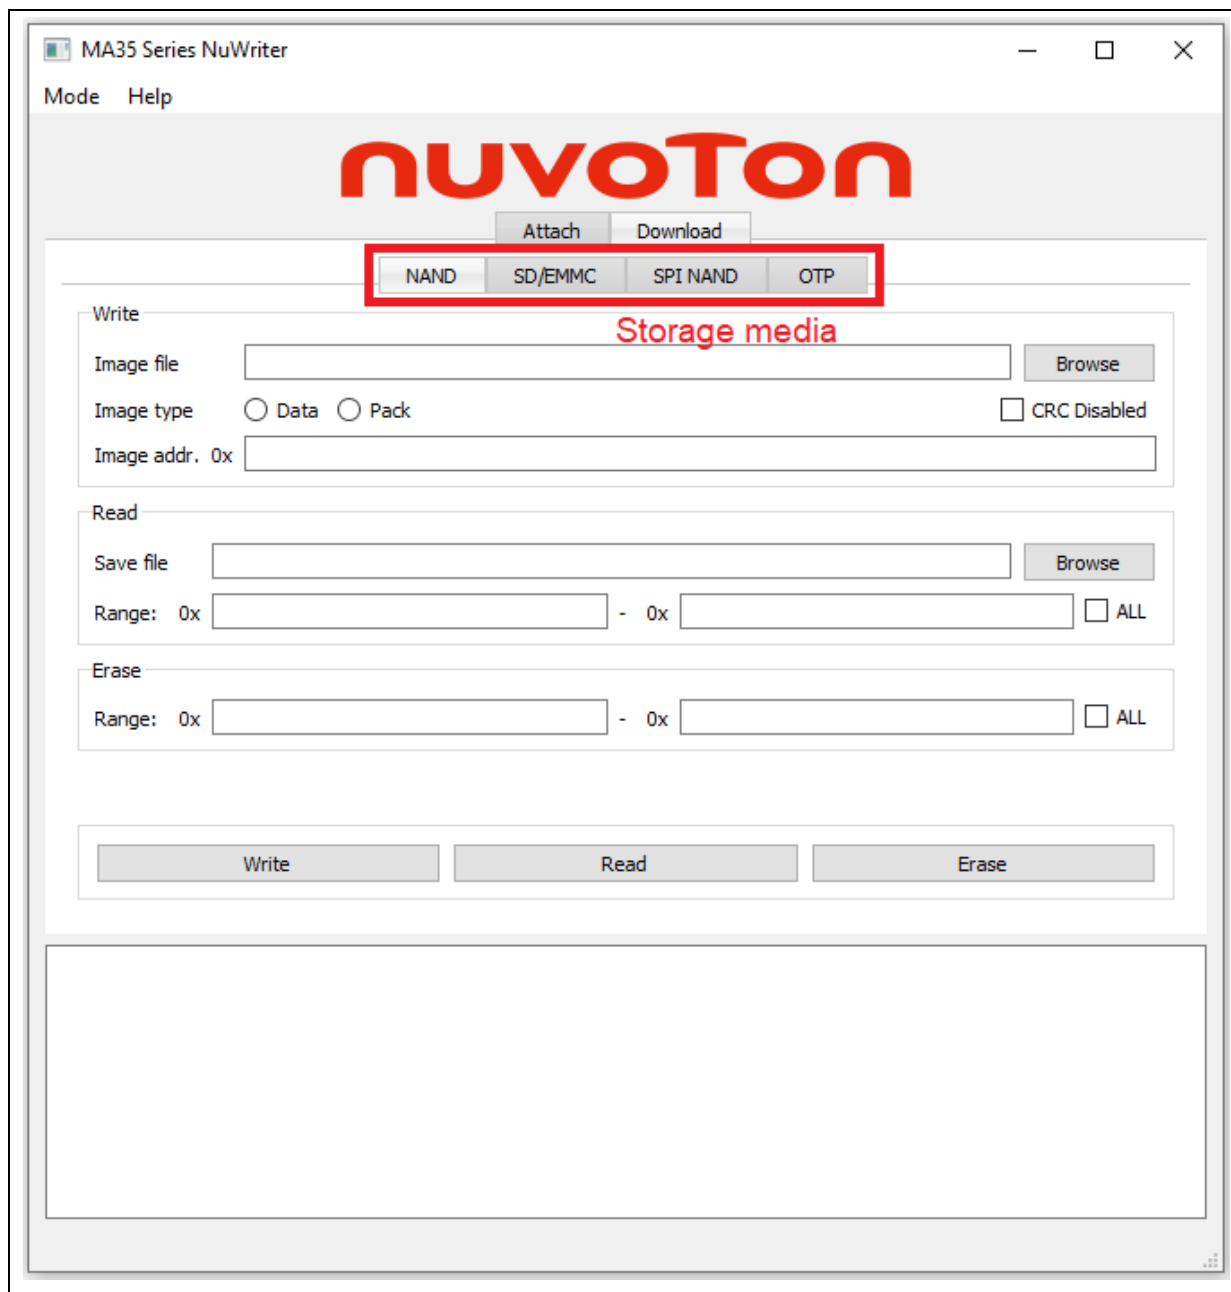 MA35 Series NuWriter
Mode Help
nuvoTon
Attach Download
NAND SD/EMMC SPI NAND OTP
Storage media
Write
Image file Browse
Image type Data Pack CRC Disabled
Image addr. 0x
Read
Save file Browse
Range: 0x - 0x ALL
Erase
Range: 0x - 0x ALL
Write Read Erase